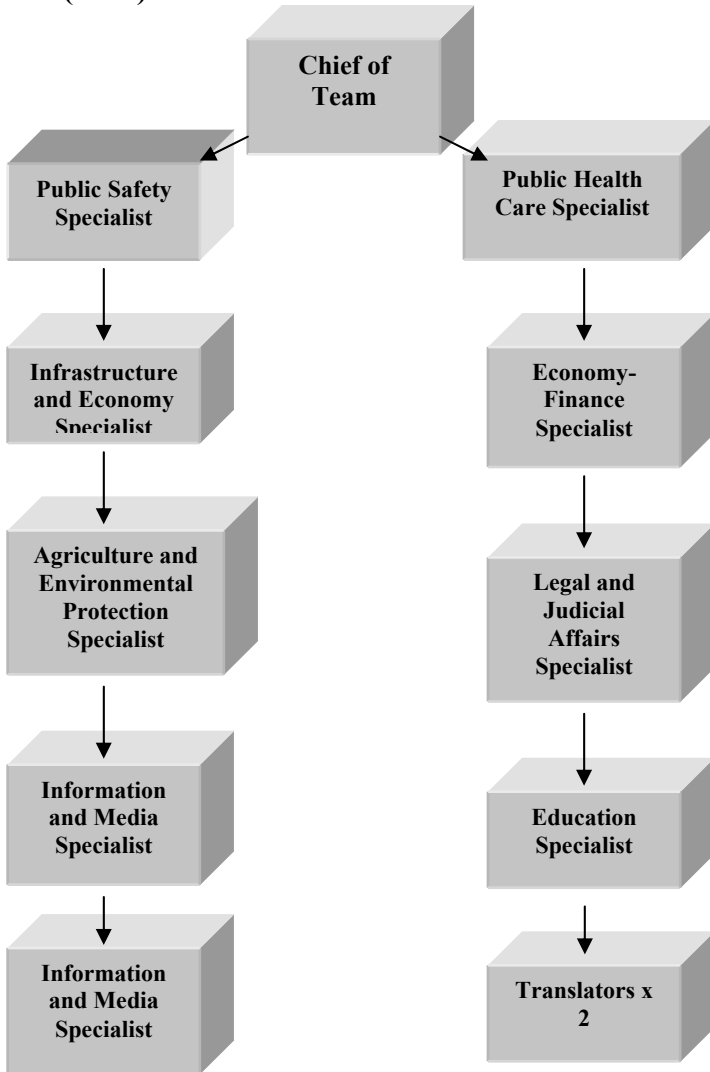 Chief of
Team
Public Safety
Specialist
Public Health
Care Specialist
Infrastructure
and Economy
Specialist
Economy-
Finance
Specialist
Agriculture and
Environmental
Protection
Specialist
Legal and
Judicial
Affairs
Specialist
Information
and Media
Specialist
Education
Specialist
Information
and Media
Specialist
Translators x
2